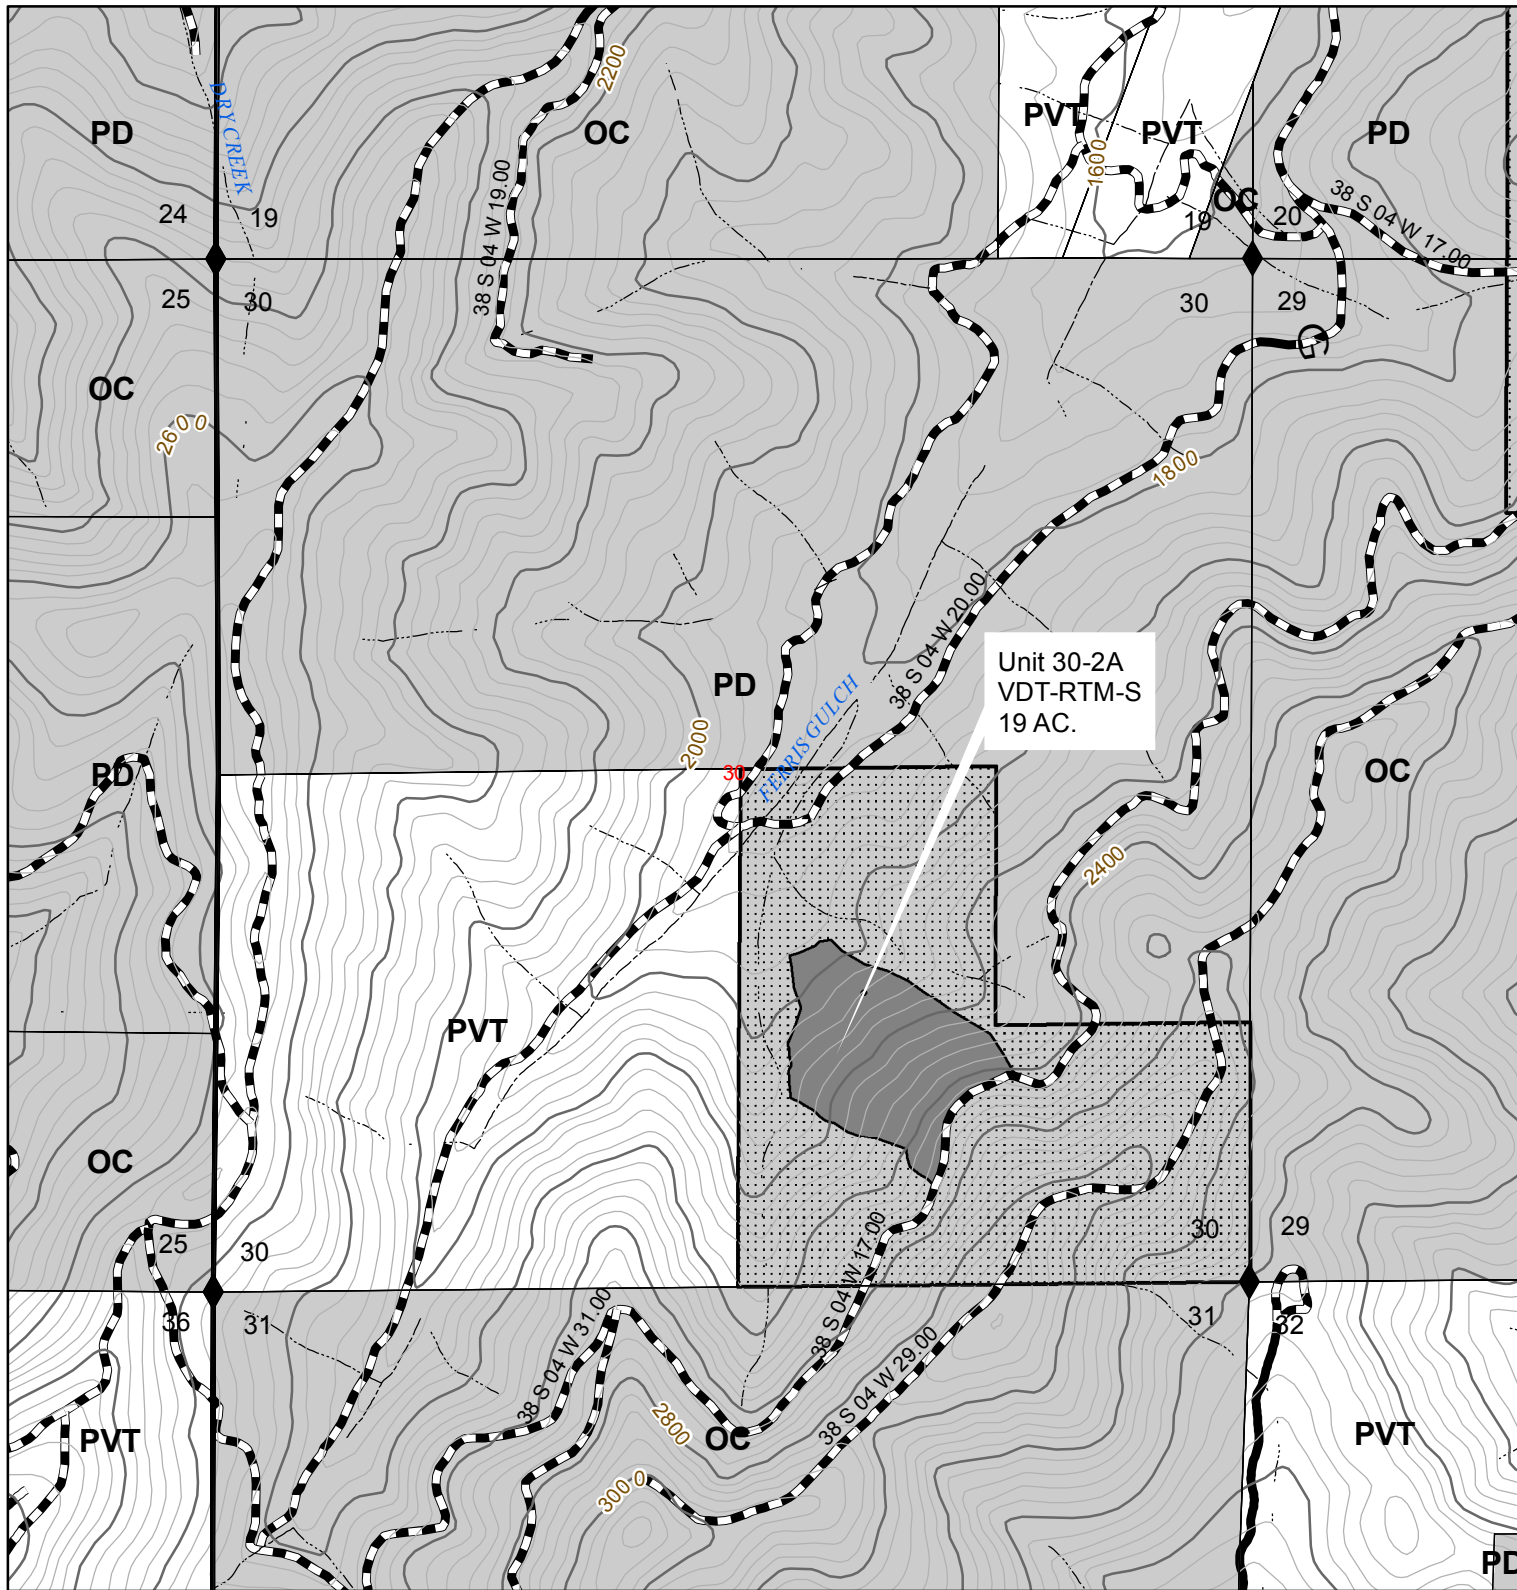 2200
PD
OC
PVT
PVT
PD
DRY CREEK
1600
38 S 04 W 19.00
38 S 04 W 17.00
24
19
19
OC
20
25
30
30
29
G
OC
2600
1800
38 S 04 W 20.00
Unit 30-2A
VDT-RTM-S
19 AC.
PD
FERRIS GULCH
2000
30
PD
OC
2400
PVT
OC
25
30
30
29
38 S 04 W 17.00
36
31
38 S 04 W 31.00
38 S 04 W 29.00
31
32
2800
OC
PVT
PVT
3000
PD